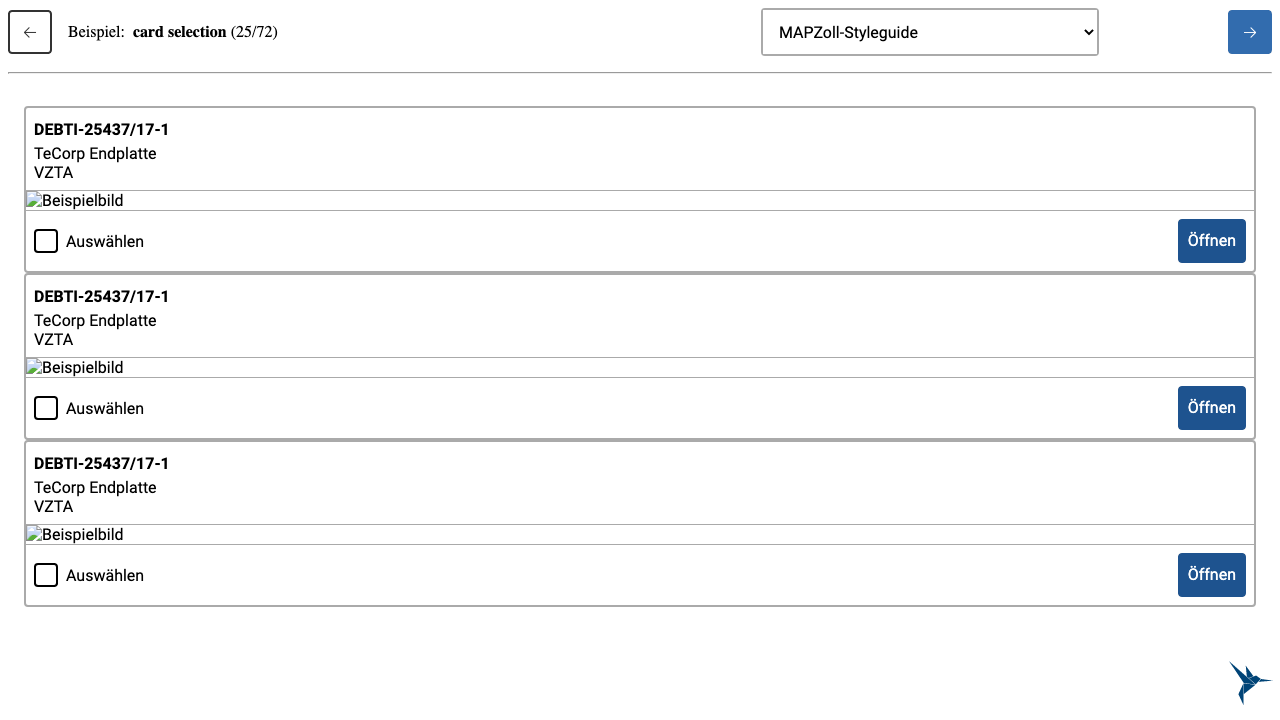 ← Beispiel: card selection (25/72) MAPZoll-Styleguide →
DEBTI-25437/17-1
TeCorp Endplatte
VZTA
Beispielbild
Auswählen Öffnen
DEBTI-25437/17-1
TeCorp Endplatte
VZTA
Beispielbild
Auswählen Öffnen
DEBTI-25437/17-1
TeCorp Endplatte
VZTA
Beispielbild
Auswählen Öffnen